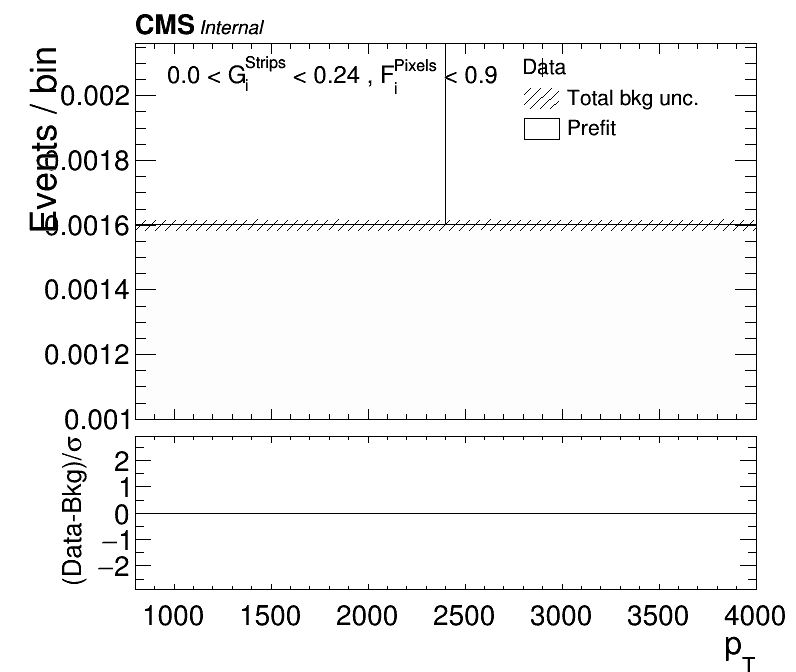 CMS Internal
0.0 < G_i^Strips < 0.24 , F_i^Pixels < 0.9
Data
Total bkg unc.
Prefit
Events / bin
0.002
0.0018
0.0016
0.0014
0.0012
0.001
(Data-Bkg)/σ
2
1
0
−1
−2
1000 1500 2000 2500 3000 3500 4000
p_T